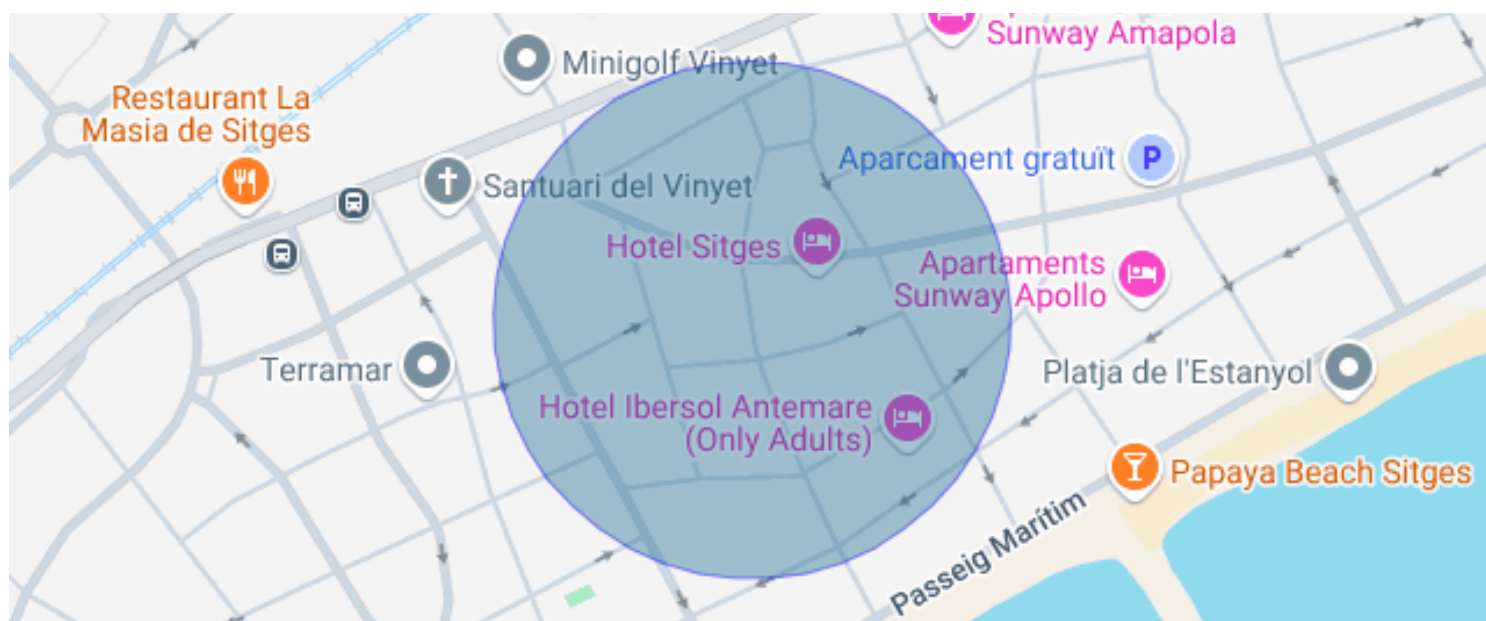 Sunway Amapola
Minigolf Vinyet
Restaurant La
Masia de Sitges
Aparcament gratuït
P
Santuari del Vinyet
Hotel Sitges
Apartaments
Sunway Apollo
Terramar
Platja de l'Estanyol
Hotel Ibersol Antemare
(Only Adults)
Papaya Beach Sitges
Passeig Marítim